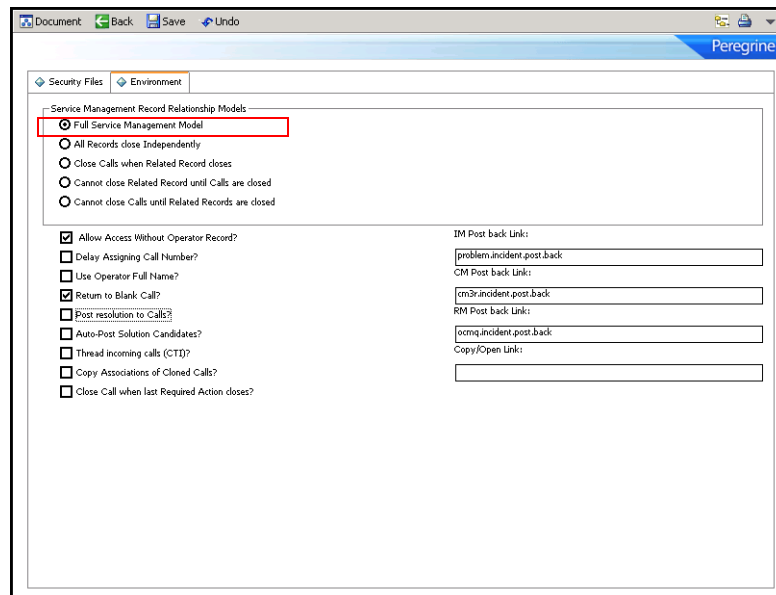 Document Back Save Undo
Peregrine
Security Files Environment
Service Management Record Relationship Models
Full Service Management Model
All Records close Independently
Close Calls when Related Record closes
Cannot close Related Record until Calls are closed
Cannot close Calls until Related Records are closed
Allow Access Without Operator Record?
Delay Assigning Call Number?
Use Operator Full Name?
Return to Blank Call?
Post resolution to Calls?
Auto-Post Solution Candidates?
Thread incoming calls (CTI)?
Copy Associations of Cloned Calls?
Close Call when last Required Action closes?
IM Post back Link:
problem.incident.post.back
CM Post back Link:
cm3r.incident.post.back
RM Post back Link:
ocmq.incident.post.back
Copy/Open Link: